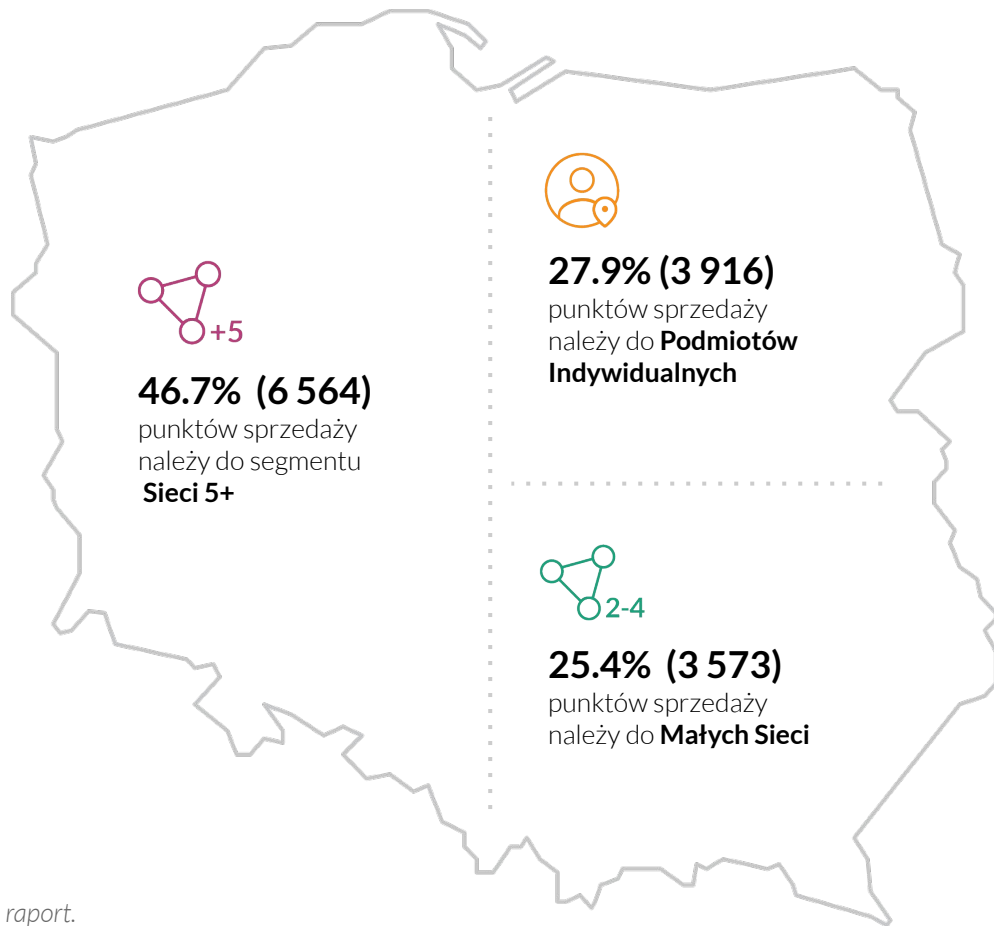 +5
46.7% (6 564)
punktów sprzedaży
należy do segmentu
Sieci 5+
27.9% (3 916)
punktów sprzedaży
należy do Podmiotów
Indywidualnych
2-4
25.4% (3 573)
punktów sprzedaży
należy do Małych Sieci
raport.